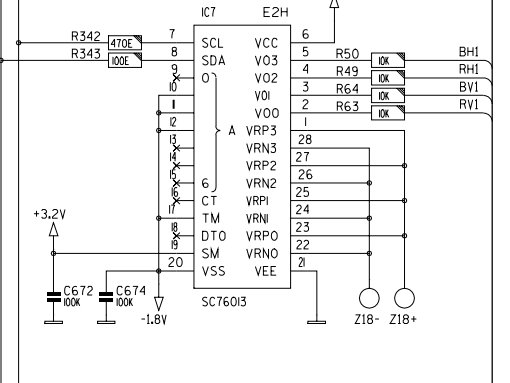 IC7 E2H
R342 470E 7 SCL VCC 6
R343 100E 8 SDA VO3 5 R50 10K BH1
9 0 VO2 4 R49 10K RH1
10 VO1 3 R64 10K BV1
11 VOO 2 R63 10K RV1
12 A VRP3 1
13 VRN3 28
14 VRP2 27
15 6 VRN2 26
16 CT VRP1 25
17 TM VRN1 24
18 DTO VRPO 23
+3.2V 19 SM VRNO 22
20 VSS VEE 21
C672 100K C674 100K
-1.8V SC76013 Z18- Z18+